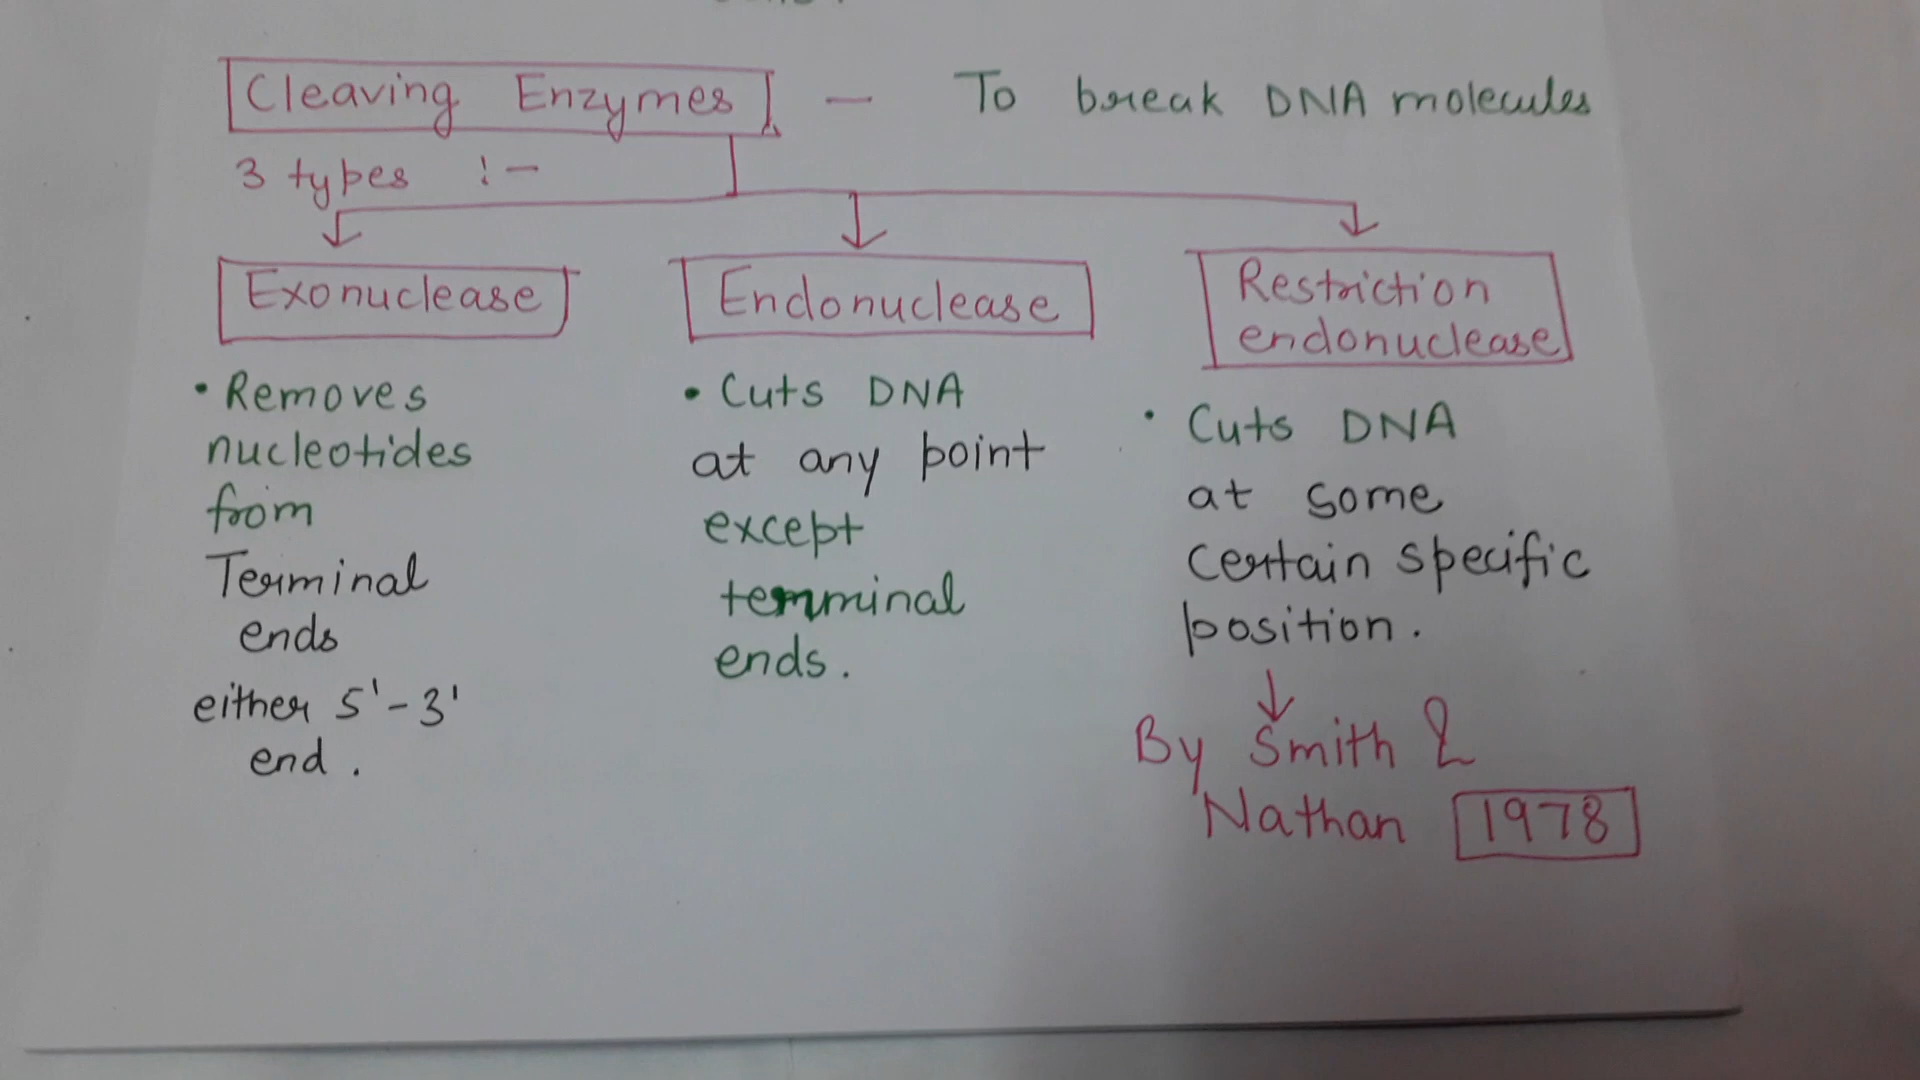 Cleaving Enzymes — To break DNA molecules
3 types :-
Exonuclease
• Removes
nucleotides
from
Terminal
ends
either 5'-3'
end.
Endonuclease
• Cuts DNA
at any point
except
terminal
ends.
Restriction
endonuclease
• Cuts DNA
at some
certain specific
position.
↓
By Smith &
Nathan 1978